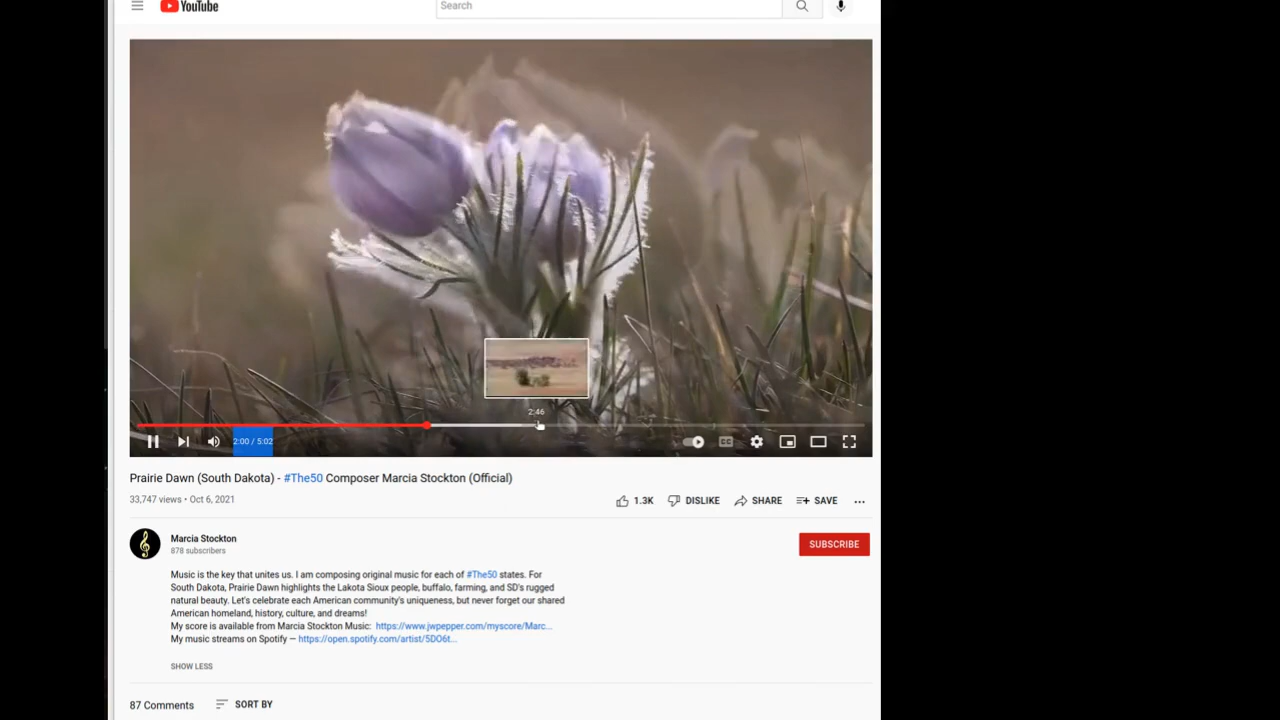 YouTube
Search
2:46
2:00 / 5:02
CC
Prairie Dawn (South Dakota) - #The50 Composer Marcia Stockton (Official)
33,747 views • Oct 6, 2021
1.3K
DISLIKE
SHARE
SAVE
Marcia Stockton
878 subscribers
SUBSCRIBE
Music is the key that unites us. I am composing original music for each of #The50 states. For
South Dakota, Prairie Dawn highlights the Lakota Sioux people, buffalo, farming, and SD's rugged
natural beauty. Let's celebrate each American community's uniqueness, but never forget our shared
American homeland, history, culture, and dreams!
My score is available from Marcia Stockton Music: https://www.jwpepper.com/myscore/Marc...
My music streams on Spotify — https://open.spotify.com/artist/5DO6t...
SHOW LESS
87 Comments
SORT BY